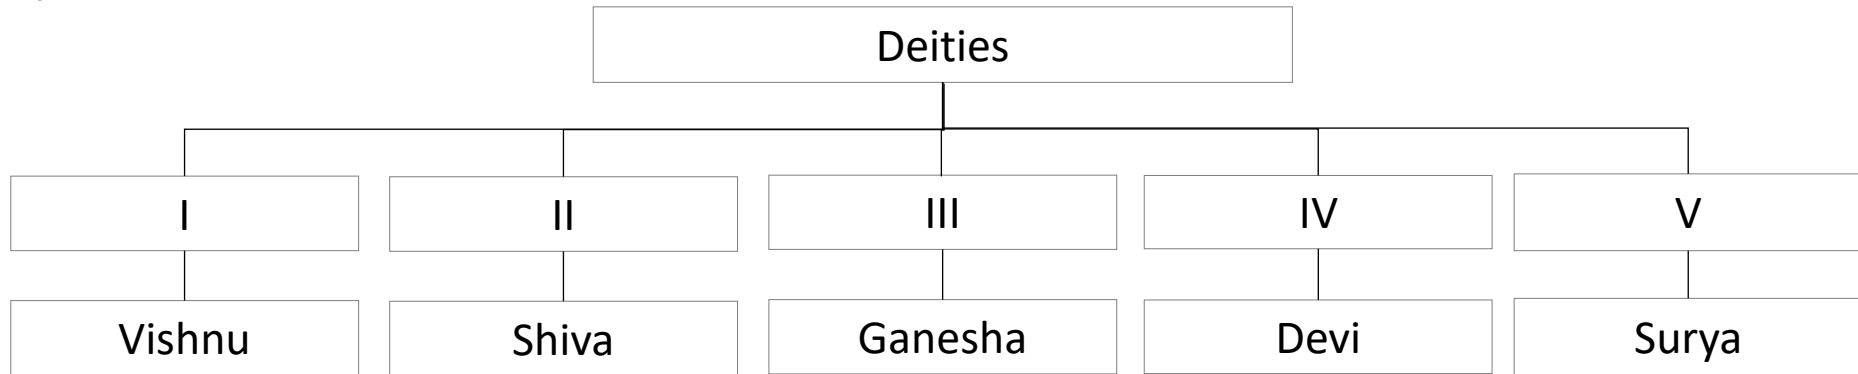 Deities
I
II
III
IV
V
Vishnu
Shiva
Ganesha
Devi
Surya